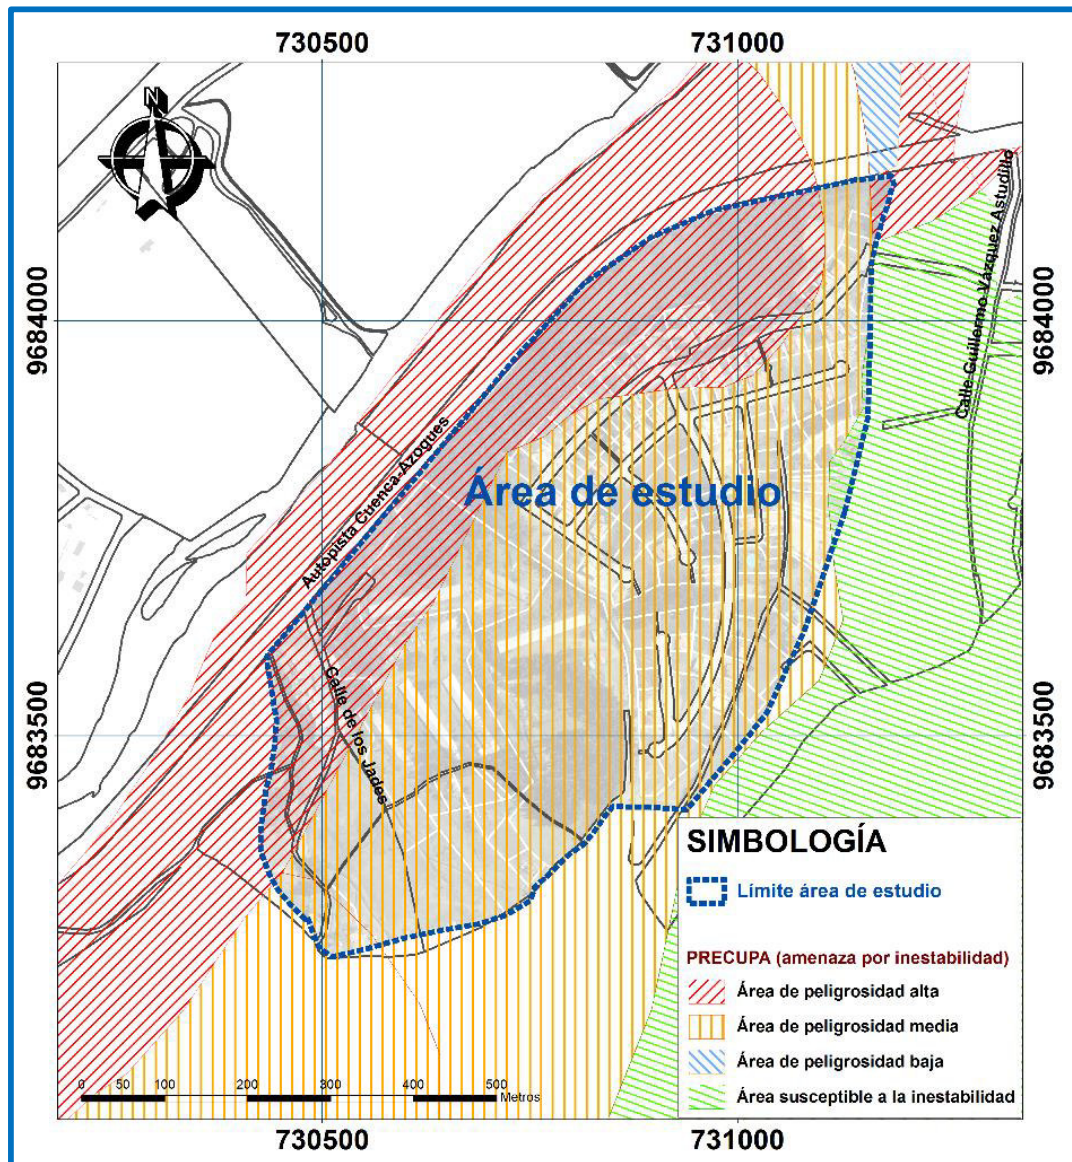 730500
731000
N
9684000
9684000
Calle Guillermo Vázquez Astudillo
Autopista Cuenca-Azogues
Área de estudio
Calle de los Jades
9683500
9683500
SIMBOLOGÍA
Límite área de estudio
PRECUPA (amenaza por inestabilidad)
Área de peligrosidad alta
Área de peligrosidad media
Área de peligrosidad baja
Área susceptible a la inestabilidad
0 50 100 200 300 400 500
Metros
730500
731000